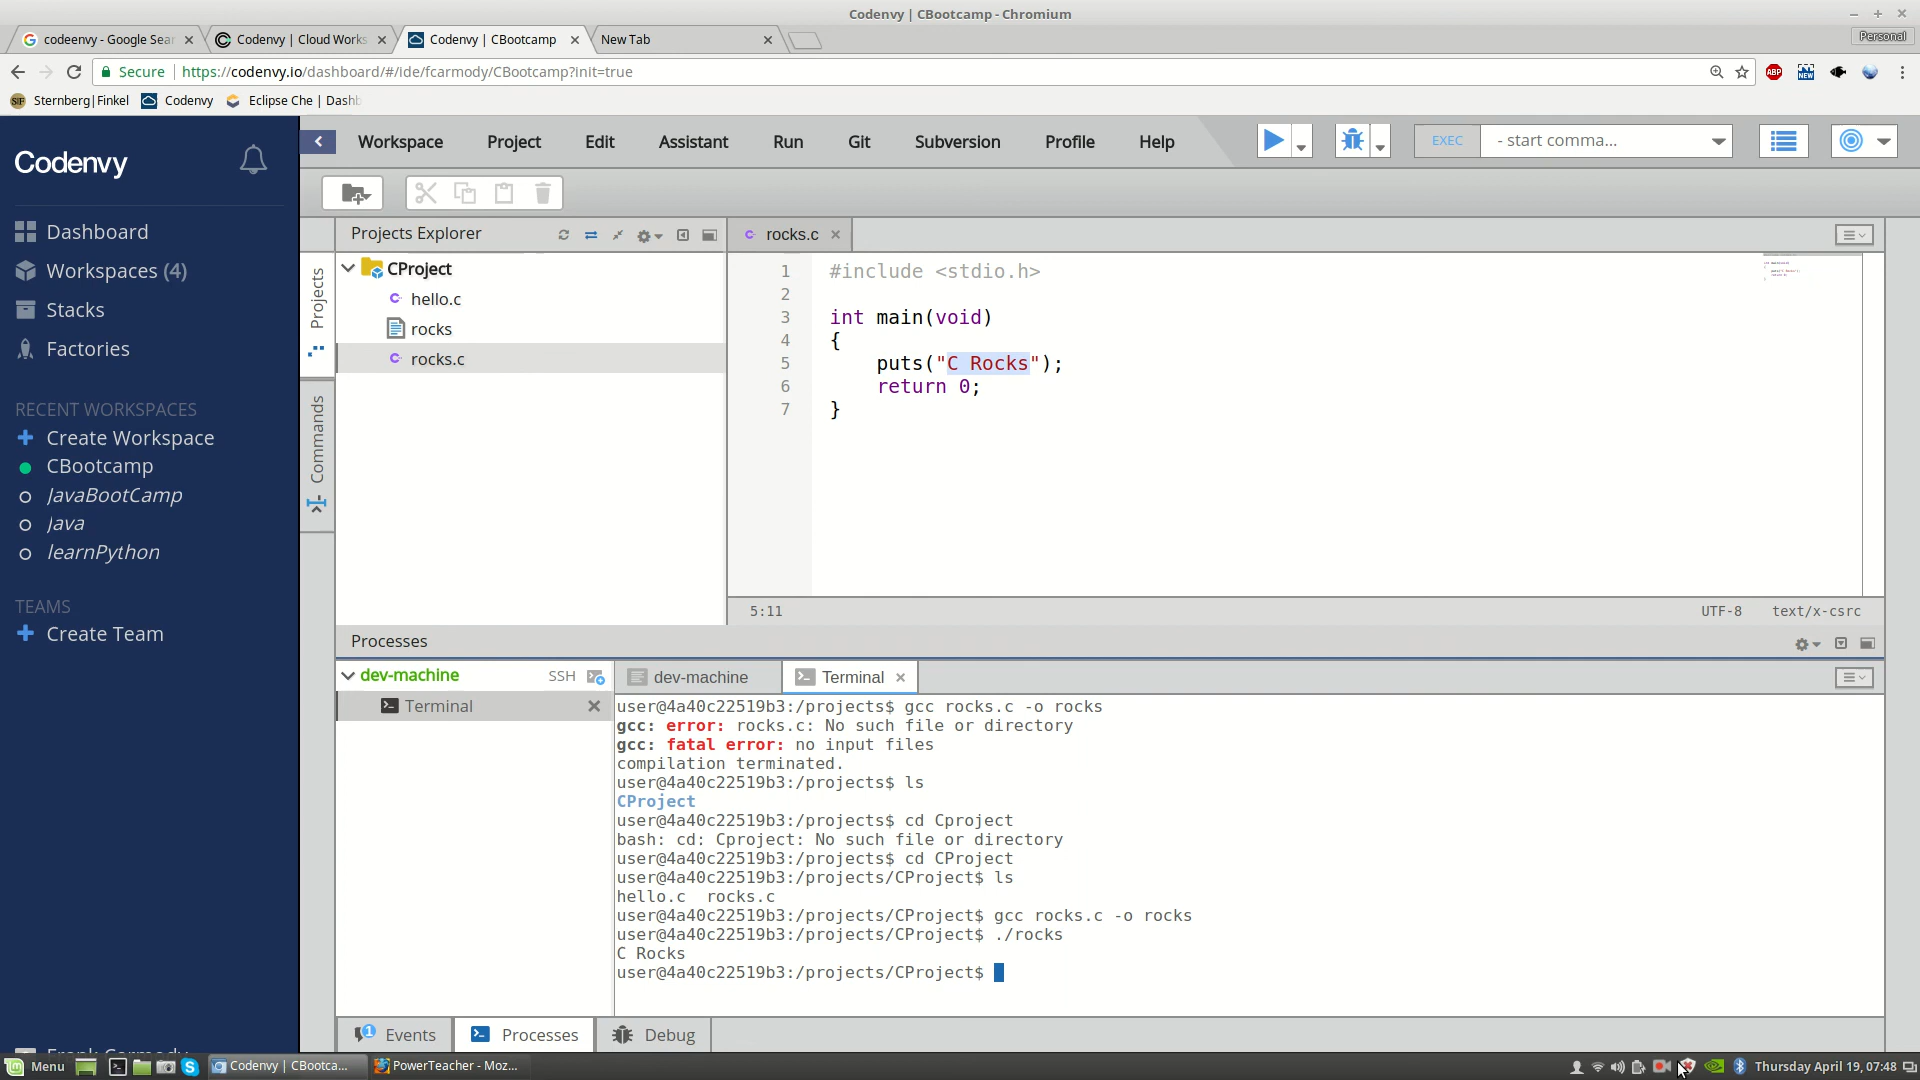 Codenvy | CBootcamp - Chromium
codeenvy - Google Sear
Codenvy | Cloud Works
Codenvy | CBootcamp
New Tab
Personal
Secure
https://codenvy.io/dashboard/#/ide/fcarmody/CBootcamp?init=true
ABP
NEW
SIF
Sternberg|Finkel
Codenvy
Eclipse Che | Dashb
Codenvy
Workspace
Project
Edit
Assistant
Run
Git
Subversion
Profile
Help
EXEC
- start comma...
Dashboard
Workspaces (4)
Stacks
Factories
RECENT WORKSPACES
Create Workspace
CBootcamp
JavaBootCamp
Java
learnPython
TEAMS
Create Team
Projects
Commands
Projects Explorer
CProject
hello.c
rocks
rocks.c
rocks.c
1 #include <stdio.h>
2
3 int main(void)
4 {
5 puts("C Rocks");
6 return 0;
7 }
5:11
UTF-8
text/x-csrc
Processes
dev-machine
SSH
Terminal
dev-machine
Terminal
user@4a40c22519b3:/projects$ gcc rocks.c -o rocks
gcc: error: rocks.c: No such file or directory
gcc: fatal error: no input files
compilation terminated.
user@4a40c22519b3:/projects$ ls
CProject
user@4a40c22519b3:/projects$ cd Cproject
bash: cd: Cproject: No such file or directory
user@4a40c22519b3:/projects$ cd CProject
user@4a40c22519b3:/projects/CProject$ ls
hello.c  rocks.c
user@4a40c22519b3:/projects/CProject$ gcc rocks.c -o rocks
user@4a40c22519b3:/projects/CProject$ ./rocks
C Rocks
user@4a40c22519b3:/projects/CProject$
1
Events
Processes
Debug
Menu
Codenvy | CBootca...
PowerTeacher - Moz...
Thursday April 19, 07:48